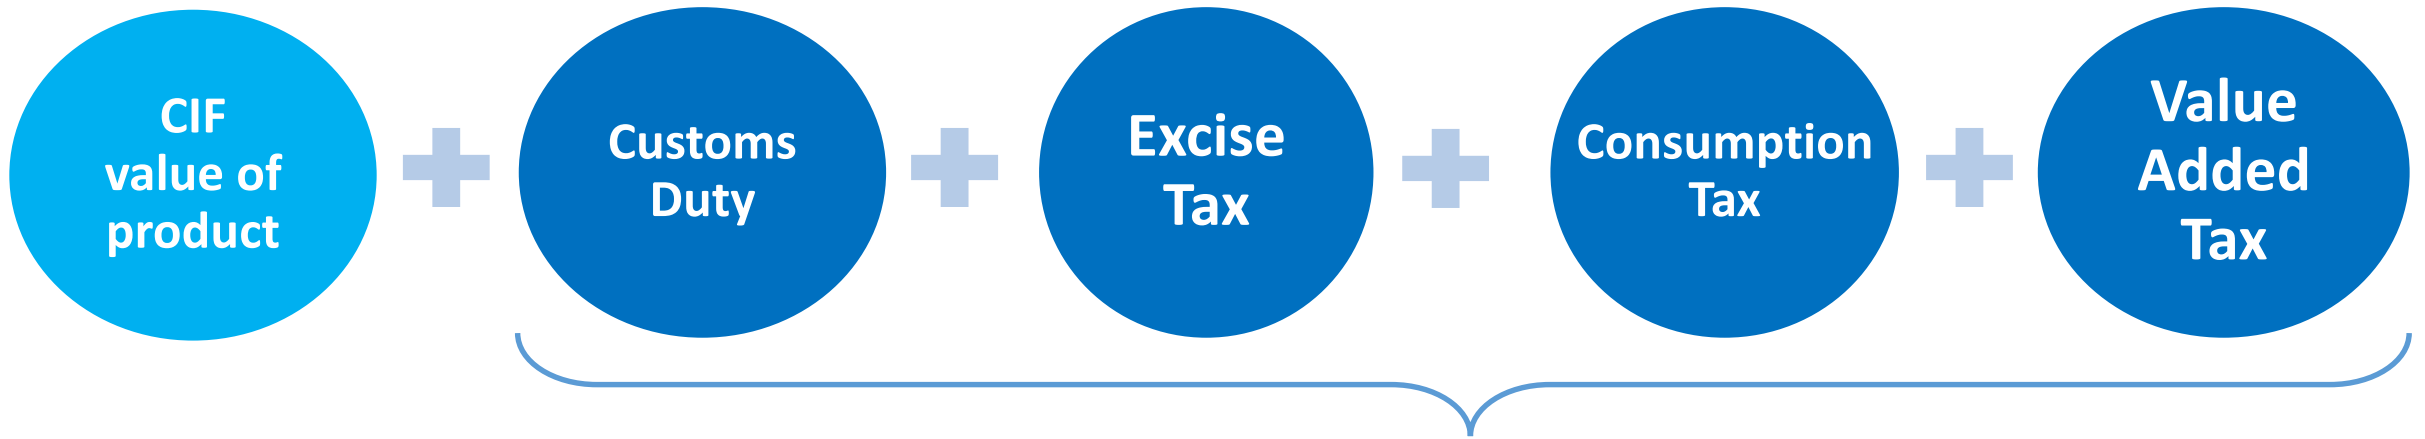 CIF
value of
product
Customs
Duty
Excise
Tax
Consumption
Tax
Value
Added
Tax